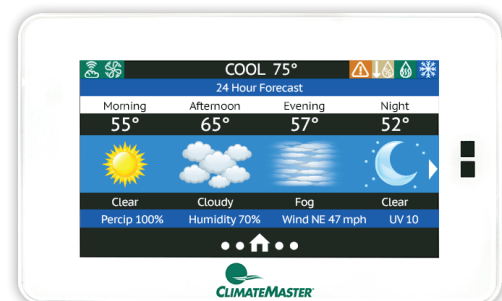 COOL 75°
24 Hour Forecast
Morning Afternoon Evening Night
55° 65° 57° 52°
Clear Cloudy Fog Clear
Percip 100% Humidity 70% Wind NE 47 mph UV 10
CLIMATEMASTER